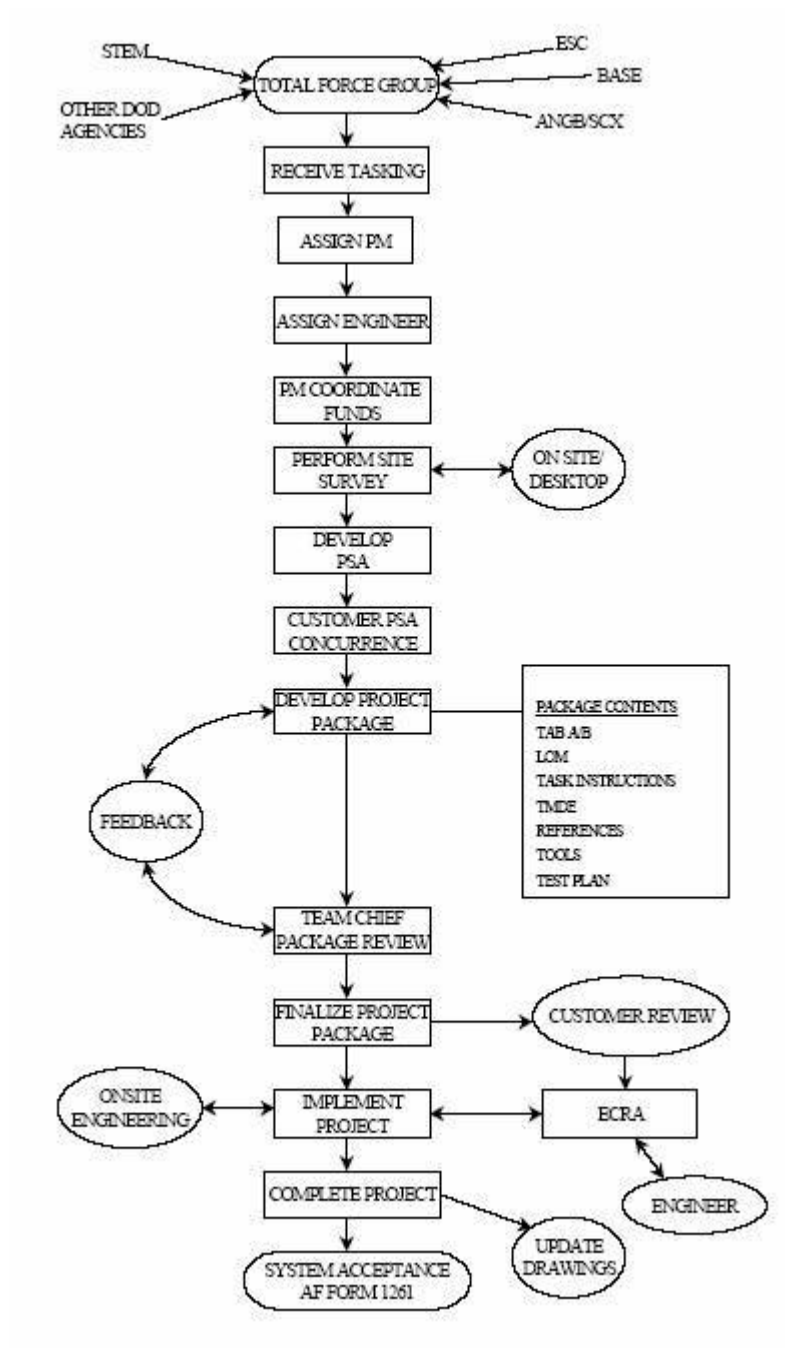 STEM
ESC
TOTAL FORCE GROUP
BASE
OTHER DOD
AGENCIES
ANGB/SCX
RECEIVE TASKING
ASSIGN PM
ASSIGN ENGINEER
PM COORDINATE
FUNDS
PERFORM SITE
SURVEY
ON SITE/
DESKTOP
DEVELOP
PSA
CUSTOMER PSA
CONCURRENCE
DEVELOP PROJECT
PACKAGE
PACKAGE CONTENTS
TAB A/B
LOM
TASK INSTRUCTIONS
TMDE
REFERENCES
TOOLS
TEST PLAN
FEEDBACK
TEAM CHIEF
PACKAGE REVIEW
FINALIZE PROJECT
PACKAGE
CUSTOMER REVIEW
ONSITE
ENGINEERING
IMPLEMENT
PROJECT
ECRA
COMPLETE PROJECT
ENGINEER
UPDATE
DRAWINGS
SYSTEM ACCEPTANCE
AF FORM 1261